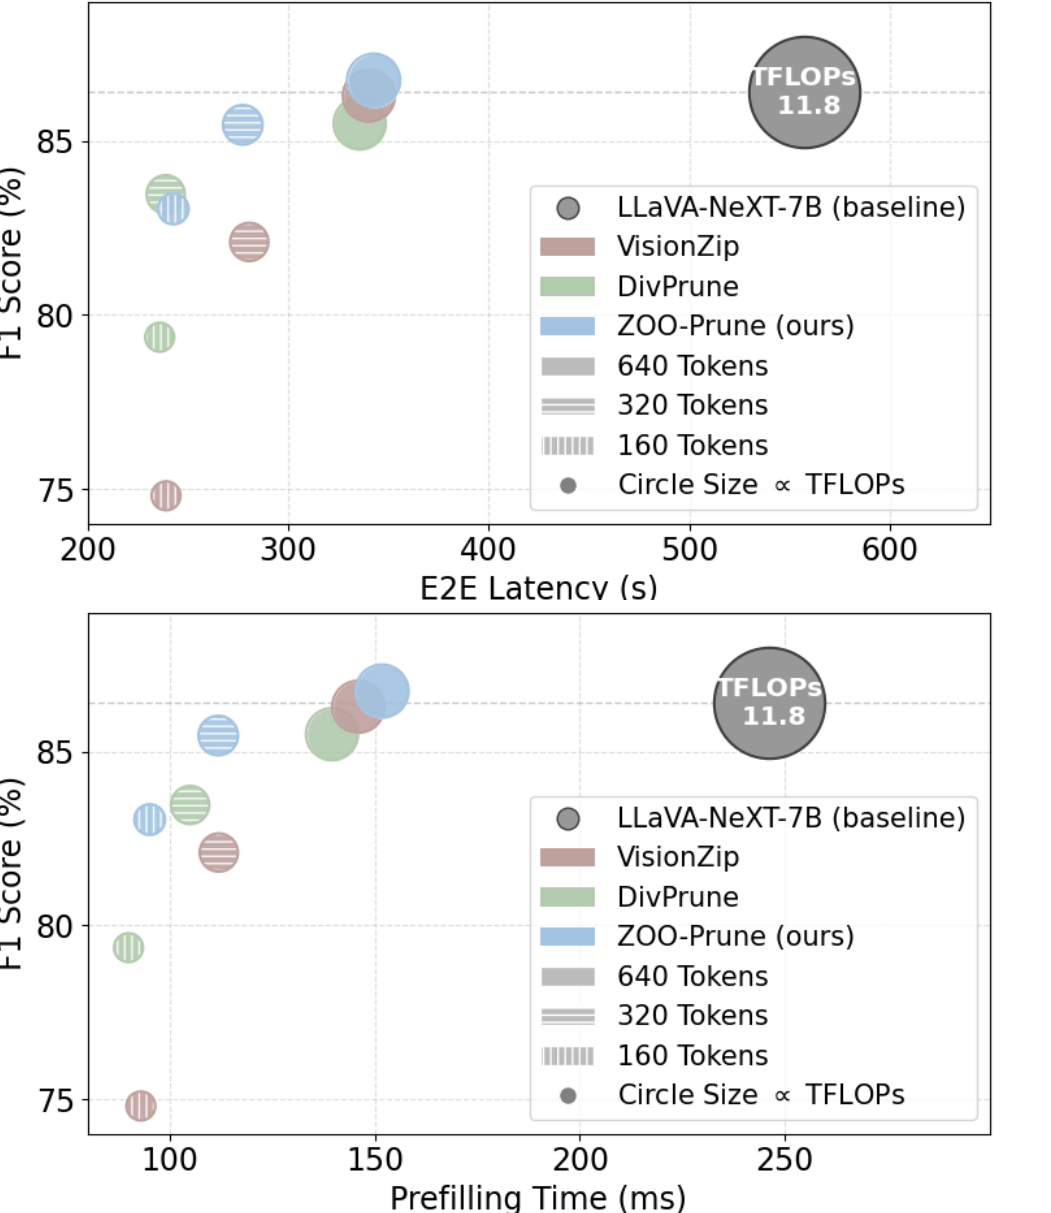 F1 Score (%)
85
80
75
TFLOPs
11.8
LLaVA-NeXT-7B (baseline)
VisionZip
DivPrune
ZOO-Prune (ours)
640 Tokens
320 Tokens
160 Tokens
Circle Size ∝ TFLOPs
200 300 400 500 600
E2E Latency (s)
F1 Score (%)
85
80
75
TFLOPs
11.8
LLaVA-NeXT-7B (baseline)
VisionZip
DivPrune
ZOO-Prune (ours)
640 Tokens
320 Tokens
160 Tokens
Circle Size ∝ TFLOPs
100 150 200 250
Prefilling Time (ms)